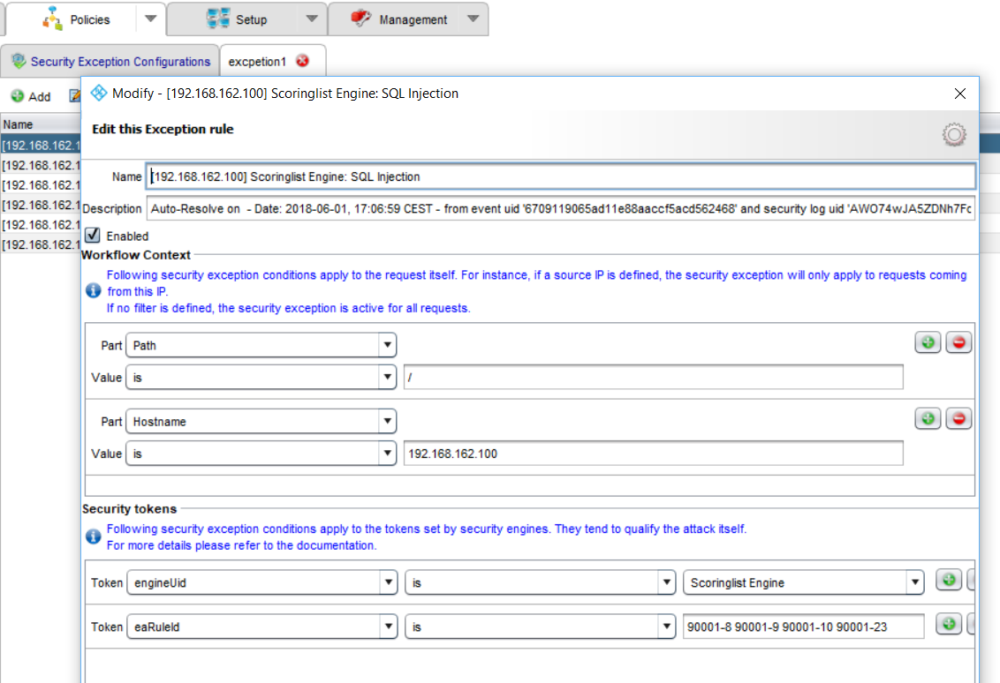 Policies Setup Management
Security Exception Configurations excpetion1
Add
Modify - [192.168.162.100] Scoringlist Engine: SQL Injection
Name
Edit this Exception rule
[192.168.162.1
[192.168.162.1
[192.168.162.1
[192.168.162.1
[192.168.162.1
[192.168.162.1
Name [192.168.162.100] Scoringlist Engine: SQL Injection
Description Auto-Resolve on - Date: 2018-06-01, 17:06:59 CEST - from event uid '6709119065ad11e88aaccf5acd562468' and security log uid 'AWO74wJA5ZDNh7Fc
Enabled
Workflow Context
Following security exception conditions apply to the request itself. For instance, if a source IP is defined, the security exception will only apply to requests coming
from this IP.
If no filter is defined, the security exception is active for all requests.
Part Path
Value is /
Part Hostname
Value is 192.168.162.100
Security tokens
Following security exception conditions apply to the tokens set by security engines. They tend to qualify the attack itself.
For more details please refer to the documentation.
Token engineUid is Scoringlist Engine
Token eaRuleId is 90001-8 90001-9 90001-10 90001-23